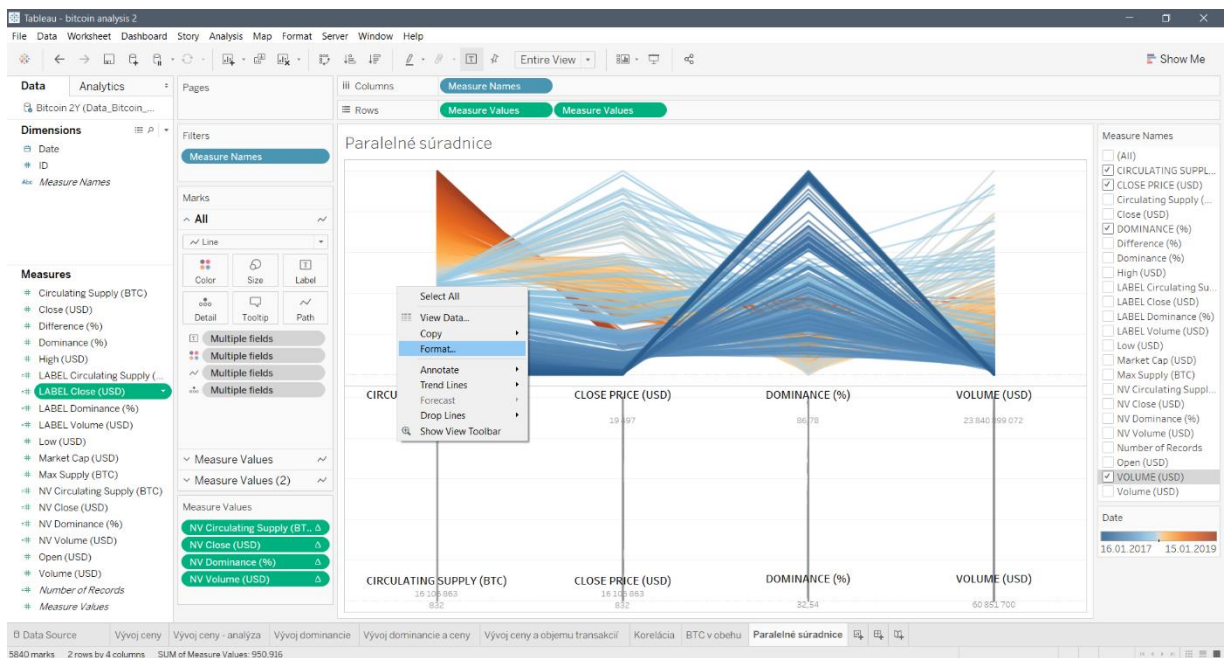 Tableau - bitcoin analysis 2
File Data Worksheet Dashboard Story Analysis Map Format Server Window Help
Entire View
Show Me
Data Analytics
Bitcoin 2Y (Data_Bitcoin_...
Dimensions
Date
# ID
Abc Measure Names
Measures
# Circulating Supply (BTC)
# Close (USD)
# Difference (%)
# Dominance (%)
# High (USD)
=# LABEL Circulating Supply (...
=# LABEL Close (USD)
=# LABEL Dominance (%)
=# LABEL Volume (USD)
# Low (USD)
# Market Cap (USD)
# Max Supply (BTC)
=# NV Circulating Supply (BTC)
=# NV Close (USD)
=# NV Dominance (%)
=# NV Volume (USD)
# Open (USD)
# Volume (USD)
=# Number of Records
# Measure Values
Pages
Filters
Measure Names
Marks
All
Line
Color Size Label
Detail Tooltip Path
Multiple fields
Multiple fields
Multiple fields
Multiple fields
Measure Values
Measure Values (2)
Measure Values
NV Circulating Supply (BT..
NV Close (USD)
NV Dominance (%)
NV Volume (USD)
Columns
Measure Names
Rows
Measure Values Measure Values
Paralelné súradnice
Select All
View Data...
Copy
Format...
Annotate
Trend Lines
Forecast
Drop Lines
Show View Toolbar
CIRCU CLOSE PRICE (USD) DOMINANCE (%) VOLUME (USD)
86,78
CIRCULATING SUPPLY (BTC) CLOSE PRICE (USD) DOMINANCE (%) VOLUME (USD)
832 832 32,54 60 851 700
Measure Names
(All)
CIRCULATING SUPPL...
CLOSE PRICE (USD)
Circulating Supply (...
Close (USD)
DOMINANCE (%)
Difference (%)
Dominance (%)
High (USD)
LABEL Circulating Su...
LABEL Close (USD)
LABEL Dominance (%)
LABEL Volume (USD)
Low (USD)
Market Cap (USD)
Max Supply (BTC)
NV Circulating Suppl...
NV Close (USD)
NV Dominance (%)
NV Volume (USD)
Number of Records
Open (USD)
VOLUME (USD)
Volume (USD)
Date
16.01.2017 15.01.2019
Data Source Vývoj ceny Vývoj ceny - analýza Vývoj dominancie Vývoj dominancie a ceny Vývoj ceny a objemu transakcií Korelácia BTC v obehu Paralelné súradnice
5840 marks 2 rows by 4 columns SUM of Measure Values: 950,916